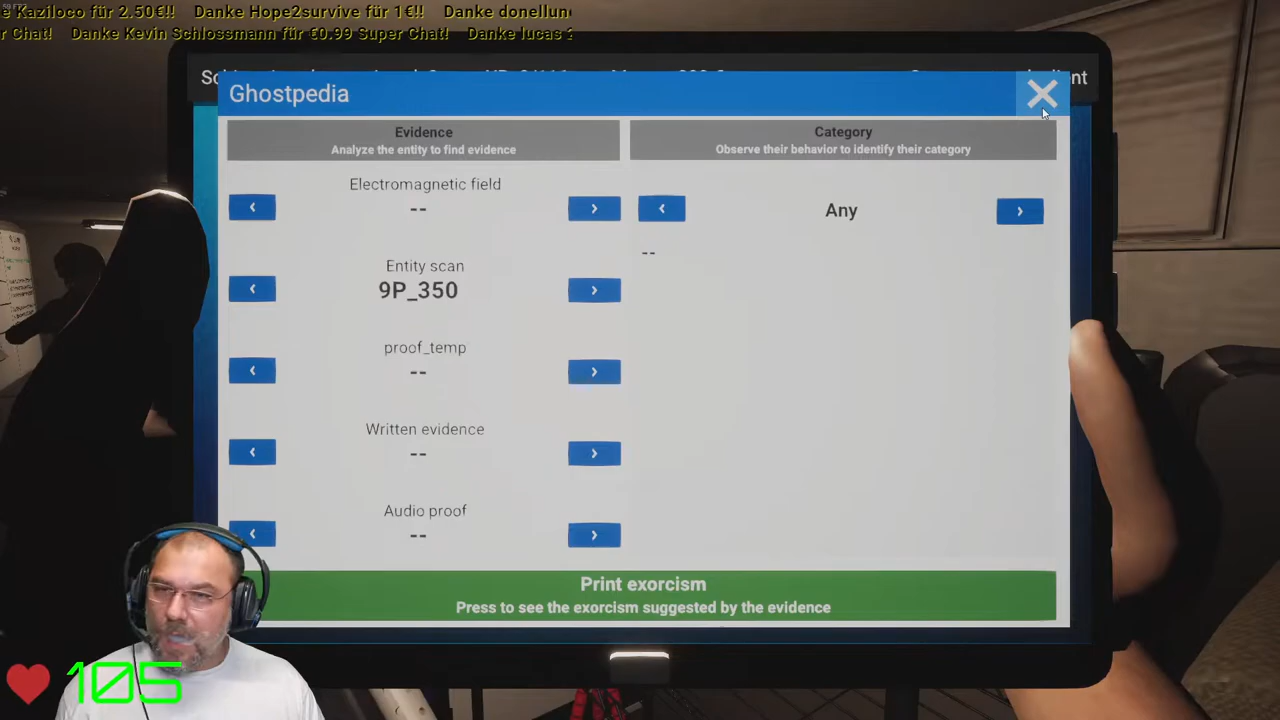 e Kaziloco für 2.50€!! Danke Hope2survive für 1€!! Danke
r Chat! Danke Kevin Schlossmann für €0.99 Super Chat! Danke lucas
Ghostpedia
Evidence
Analyze the entity to find evidence
Category
Observe their behavior to identify their category
Electromagnetic field
--
Any
--
Entity scan
9P_350
proof_temp
--
Written evidence
--
Audio proof
--
Print exorcism
Press to see the exorcism suggested by the evidence
105